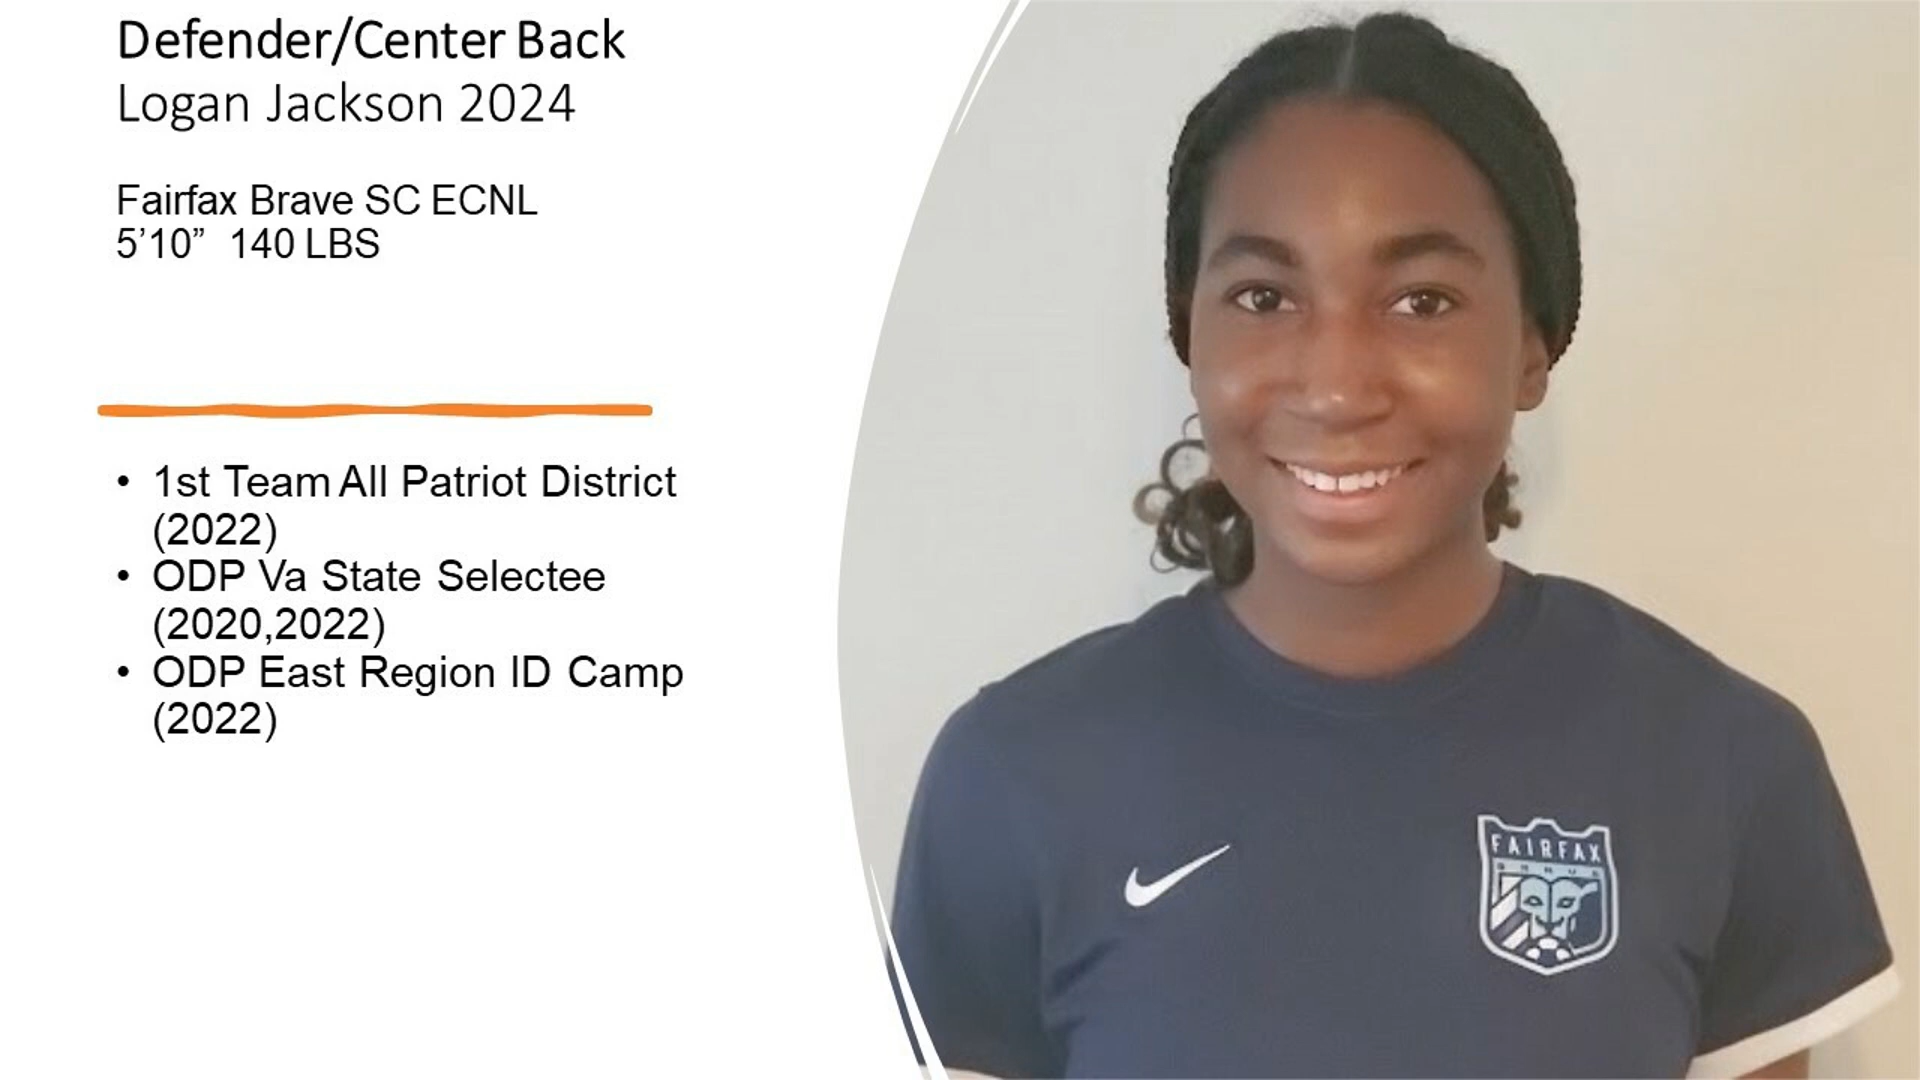 Defender/Center Back
Logan Jackson 2024
Fairfax Brave SC ECNL
5’10” 140 LBS
• 1st Team All Patriot District
(2022)
• ODP Va State Selectee
(2020,2022)
• ODP East Region ID Camp
(2022)
FAIRFAX